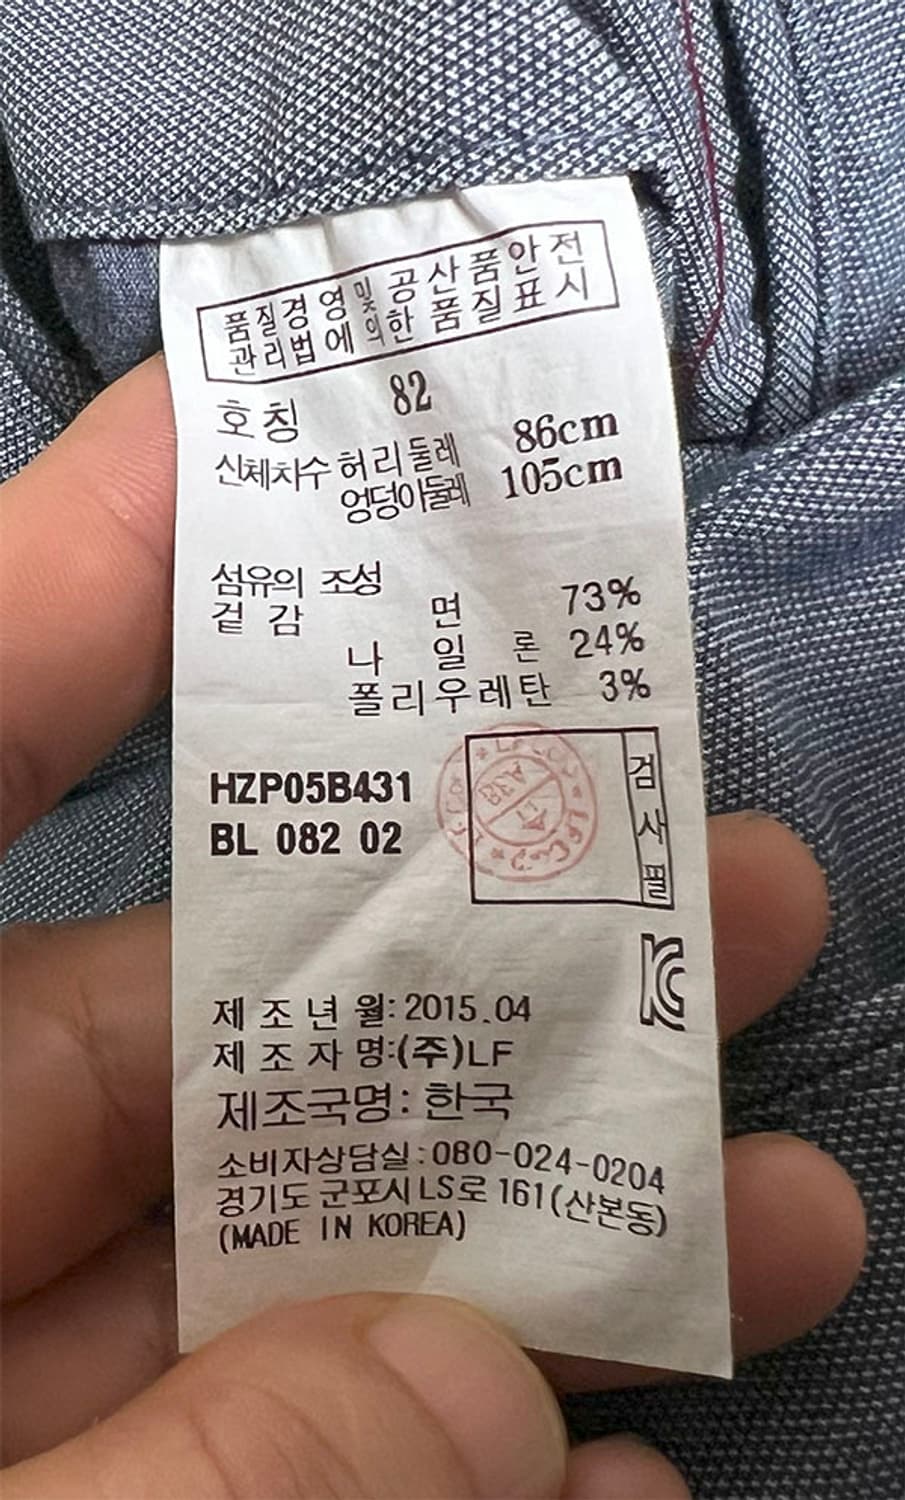 품질경영및공산품안전
관리법에의한품질표시
호칭 82
신체치수 허리둘레 86cm
엉덩이둘레 105cm
섬유의 조성
겉감 면 73%
나일론 24%
폴리우레탄 3%
HZP05B431
BL 082 02
검사필
KC
제조년월: 2015.04
제조자명:(주)LF
제조국명: 한국
소비자상담실:080-024-0204
경기도 군포시 LS로 161(산본동)
(MADE IN KOREA)